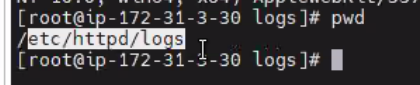 [root@ip-172-31-3-30 logs]# pwd
/etc/httpd/logs
[root@ip-172-31-3-30 logs]#